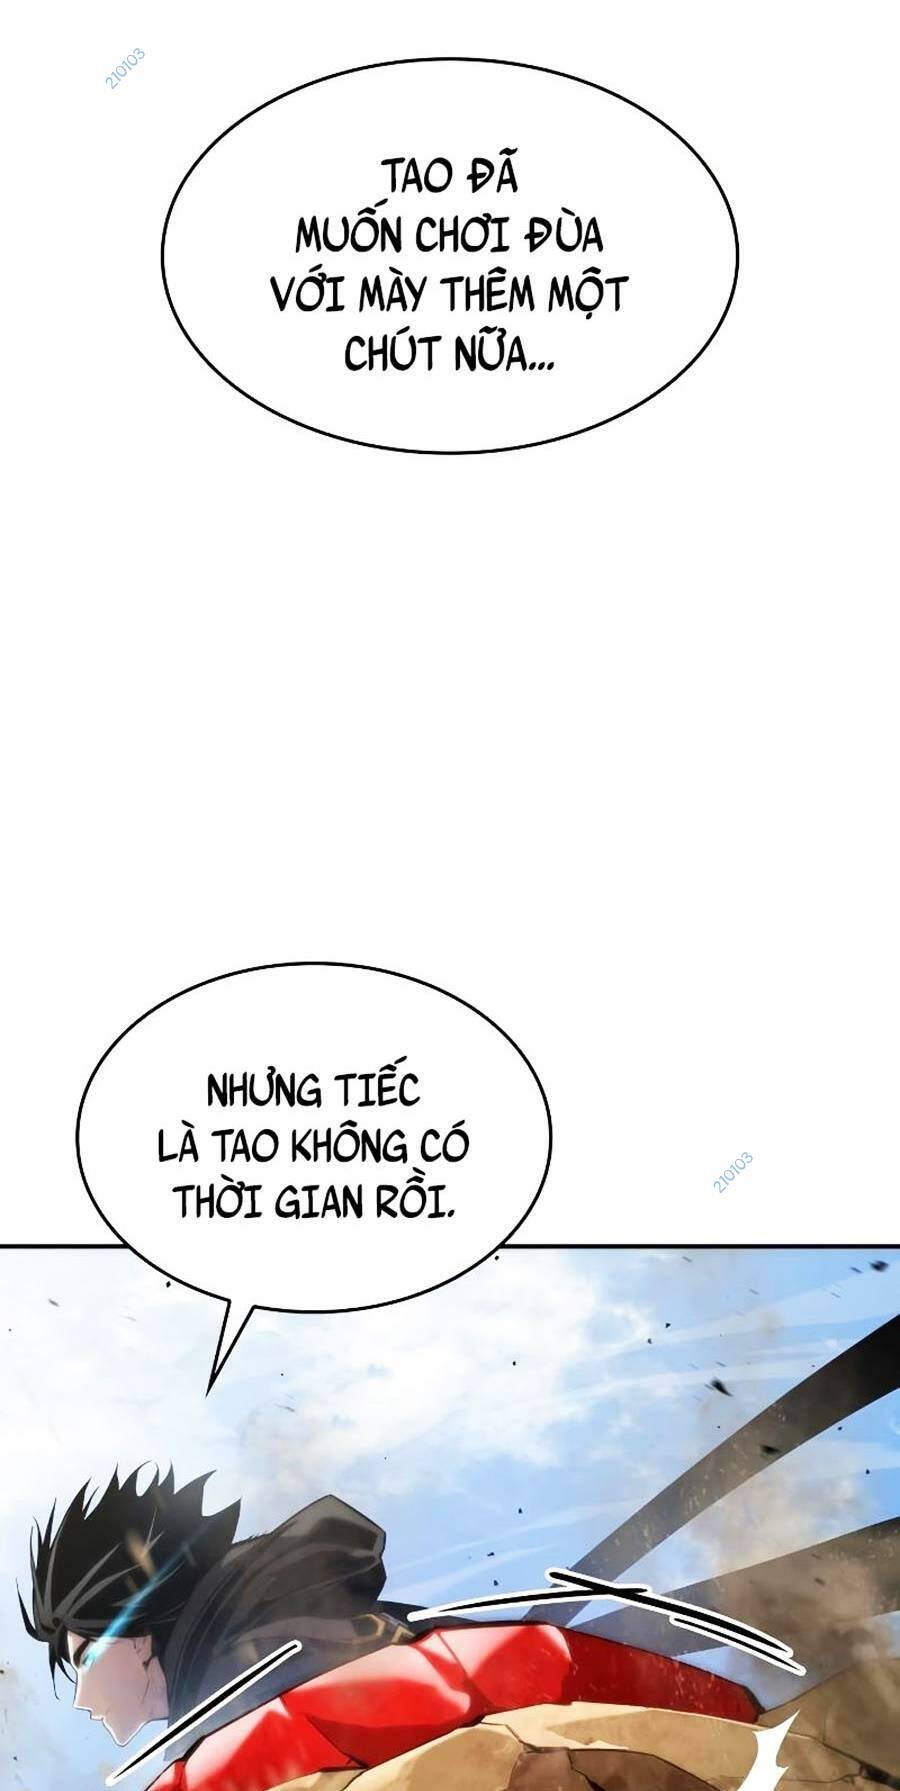 210103
TAO ĐÃ
MUỐN CHƠI ĐÙA
VỚI MÀY THÊM MỘT
CHÚT NỮA...
NHƯNG TIẾC
LÀ TAO KHÔNG CÓ
THỜI GIAN RỒI.
210103